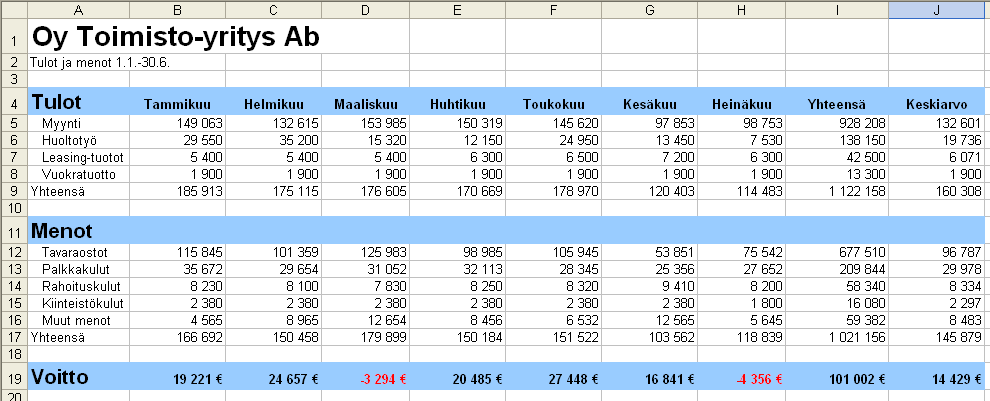 A B C D E F G H I J
1 Oy Toimisto-yritys Ab
2 Tulot ja menot 1.1.-30.6.
3
4 Tulot Tammikuu Helmikuu Maaliskuu Huhtikuu Toukokuu Kesäkuu Heinäkuu Yhteensä Keskiarvo
5 Myynti 149 063 132 615 153 985 150 319 145 620 97 853 98 753 928 208 132 601
6 Huoltotyö 29 550 35 200 15 320 12 150 24 950 13 450 7 530 138 150 19 736
7 Leasing-tuotot 5 400 5 400 5 400 6 300 6 500 7 200 6 300 42 500 6 071
8 Vuokratuotto 1 900 1 900 1 900 1 900 1 900 1 900 1 900 13 300 1 900
9 Yhteensä 185 913 175 115 176 605 170 669 178 970 120 403 114 483 1 122 158 160 308
10
11 Menot
12 Tavaraostot 115 845 101 359 125 983 98 985 105 945 53 851 75 542 677 510 96 787
13 Palkkakulut 35 672 29 654 31 052 32 113 28 345 25 356 27 652 209 844 29 978
14 Rahoituskulut 8 230 8 100 7 830 8 250 8 320 9 410 8 200 58 340 8 334
15 Kiinteistökulut 2 380 2 380 2 380 2 380 2 380 2 380 1 800 16 080 2 297
16 Muut menot 4 565 8 965 12 654 8 456 6 532 12 565 5 645 59 382 8 483
17 Yhteensä 166 692 150 458 179 899 150 184 151 522 103 562 118 839 1 021 156 145 879
18
19 Voitto 19 221 € 24 657 € -3 294 € 20 485 € 27 448 € 16 841 € -4 356 € 101 002 € 14 429 €
20